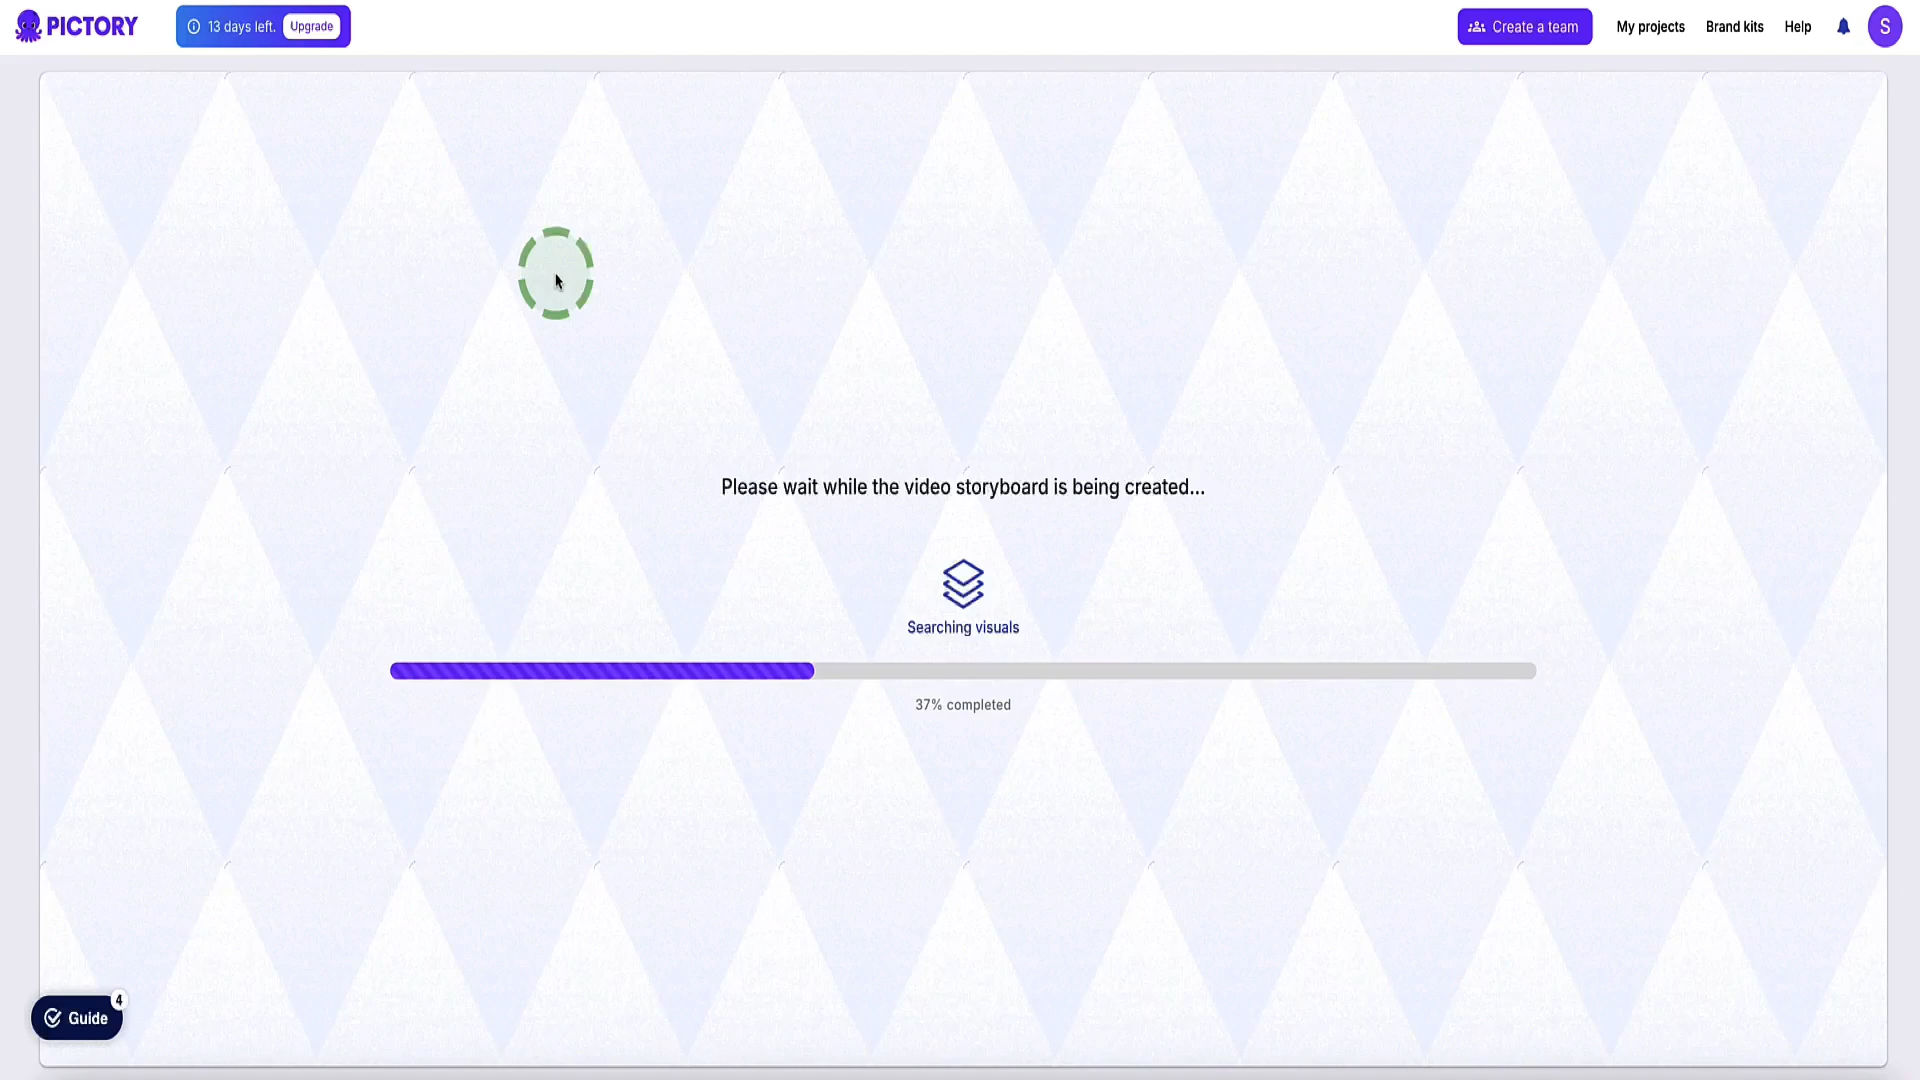 PICTORY
13 days left. Upgrade
Create a team
My projects
Brand kits
Help
S
Please wait while the video storyboard is being created...
Searching visuals
37% completed
4
Guide